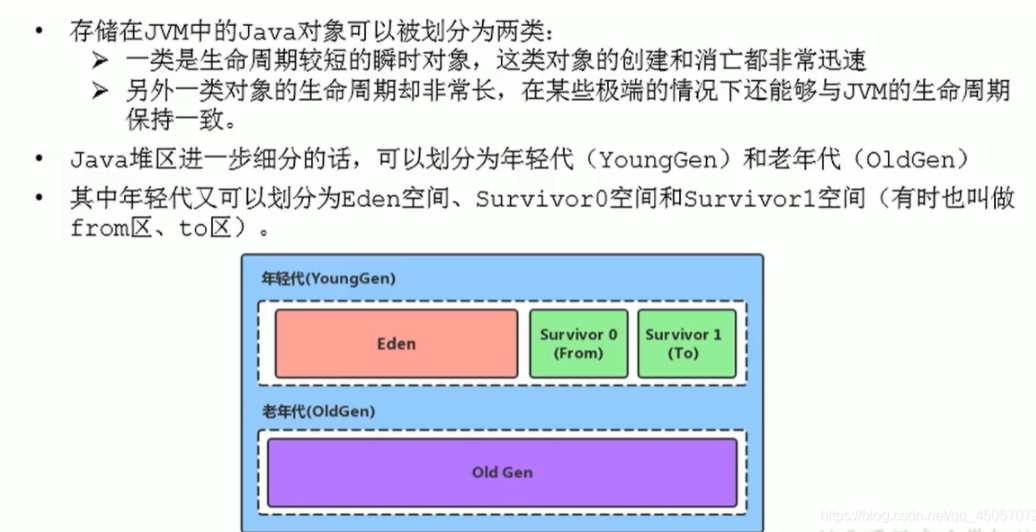 • 存储在JVM中的Java对象可以被划分为两类：
➢ 一类是生命周期较短的瞬时对象，这类对象的创建和消亡都非常迅速
➢ 另外一类对象的生命周期却非常长，在某些极端的情况下还能够与JVM的生命周期
保持一致。
• Java堆区进一步细分的话，可以划分为年轻代（YoungGen）和老年代（OldGen）
• 其中年轻代又可以划分为Eden空间、Survivor0空间和Survivor1空间（有时也叫做
from区、to区）。
年轻代(YoungGen)
Eden
Survivor 0
(From)
Survivor 1
(To)
老年代(OldGen)
Old Gen
https://blog.csdn.net/qq_4505707